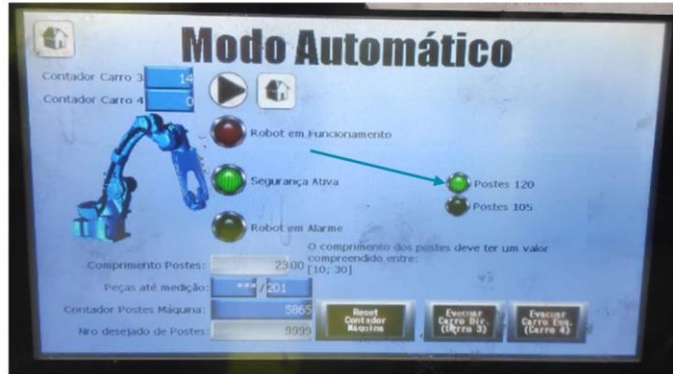 Modo Automático
Contador Carro 3 14
Contador Carro 4 0
Robot em Funcionamento
Segurança Ativa
Postes 120
Postes 105
Robot em Alarme
O comprimento dos postes deve ter um valor
compreendido entre:
[10; 30]
Comprimento Postes: 2300
Peças até medição: *** / 201
Contador Postes Máquina: 5865
Nro desejado de Postes: 9999
Reset
Contador
Máquina
Evacuar
Carro Dir.
(Carro 3)
Evacuar
Carro Esq.
(Carro 4)